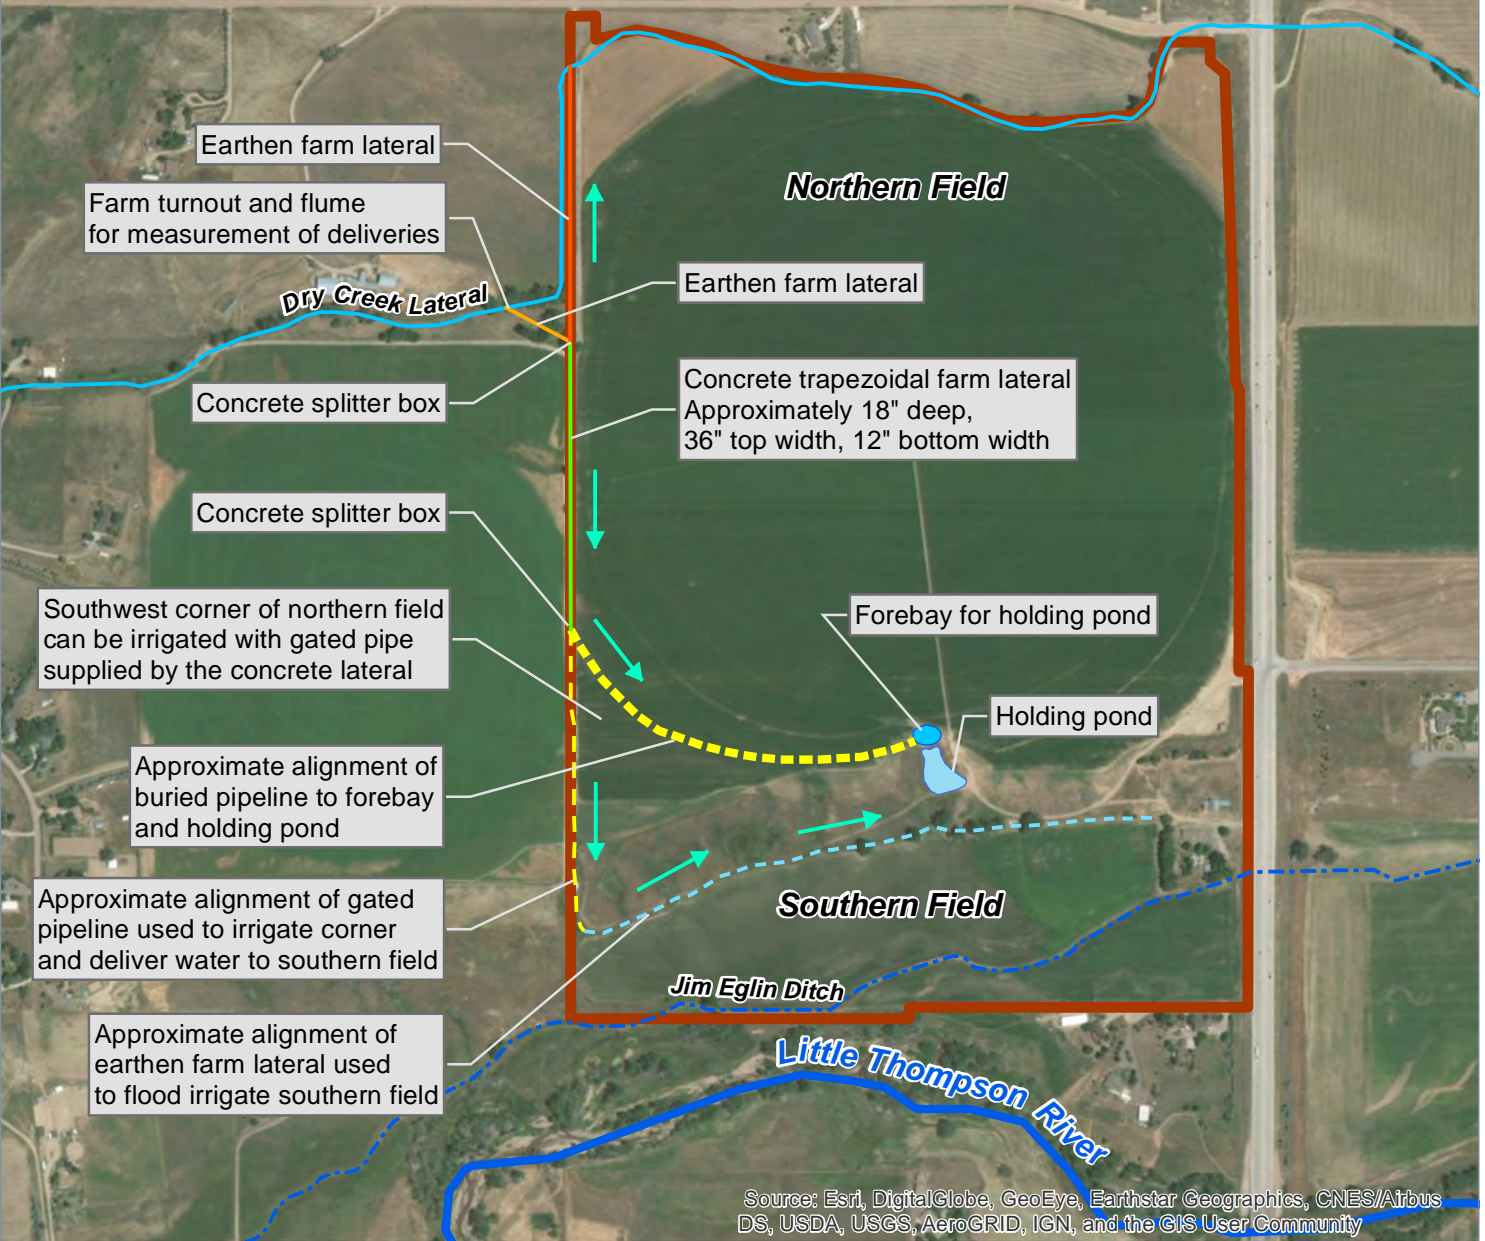 Earthen farm lateral
Farm turnout and flume
for measurement of deliveries
Northern Field
Earthen farm lateral
Dry Creek Lateral
Concrete splitter box
Concrete trapezoidal farm lateral
Approximately 18" deep,
36" top width, 12" bottom width
Concrete splitter box
Southwest corner of northern field
can be irrigated with gated pipe
supplied by the concrete lateral
Forebay for holding pond
Holding pond
Approximate alignment of
buried pipeline to forebay
and holding pond
Approximate alignment of gated
pipeline used to irrigate corner
and deliver water to southern field
Southern Field
Jim Eglin Ditch
Approximate alignment of
earthen farm lateral used
to flood irrigate southern field
Little Thompson River
Source: Esri, DigitalGlobe, GeoEye, Earthstar Geographics, CNES/Airbus
DS, USDA, USGS, AeroGRID, IGN, and the GIS User Community